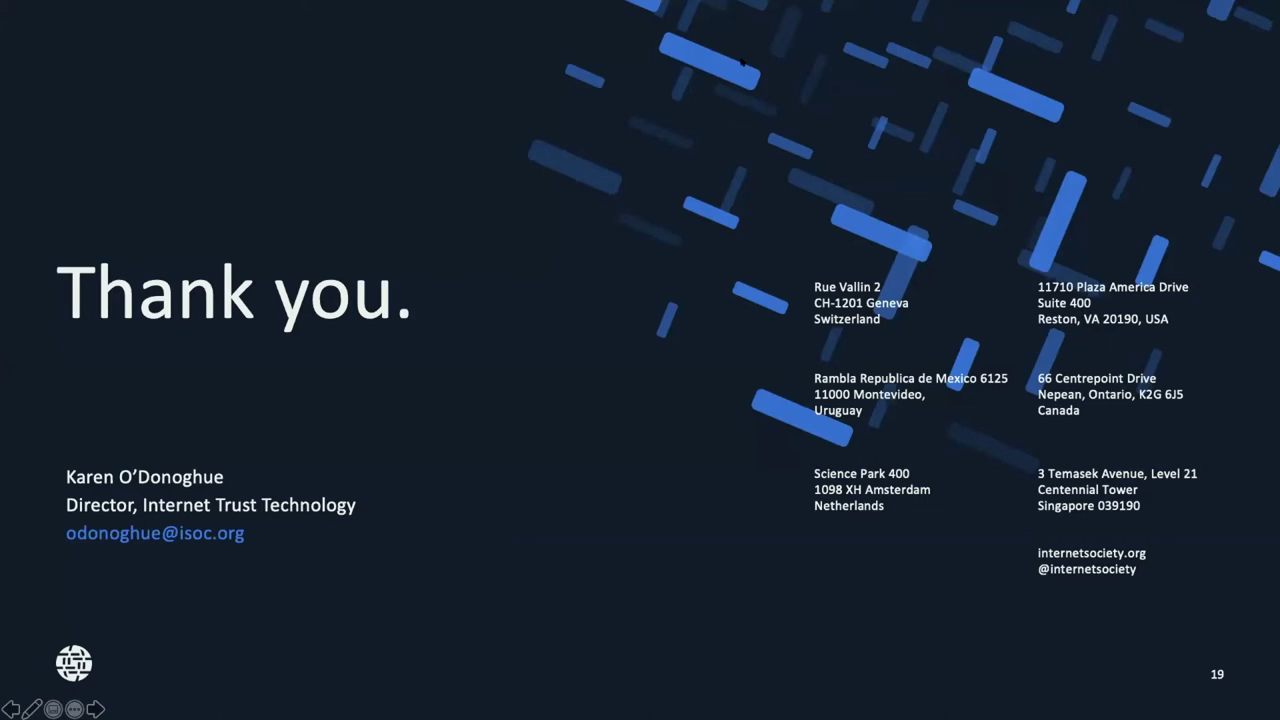 Thank you.
Karen O’Donoghue
Director, Internet Trust Technology
odonoghue@isoc.org
Rue Vallin 2
CH-1201 Geneva
Switzerland
11710 Plaza America Drive
Suite 400
Reston, VA 20190, USA
Rambla Republica de Mexico 6125
11000 Montevideo,
Uruguay
66 Centrepoint Drive
Nepean, Ontario, K2G 6J5
Canada
Science Park 400
1098 XH Amsterdam
Netherlands
3 Temasek Avenue, Level 21
Centennial Tower
Singapore 039190
internetsociety.org
@internetsociety
19